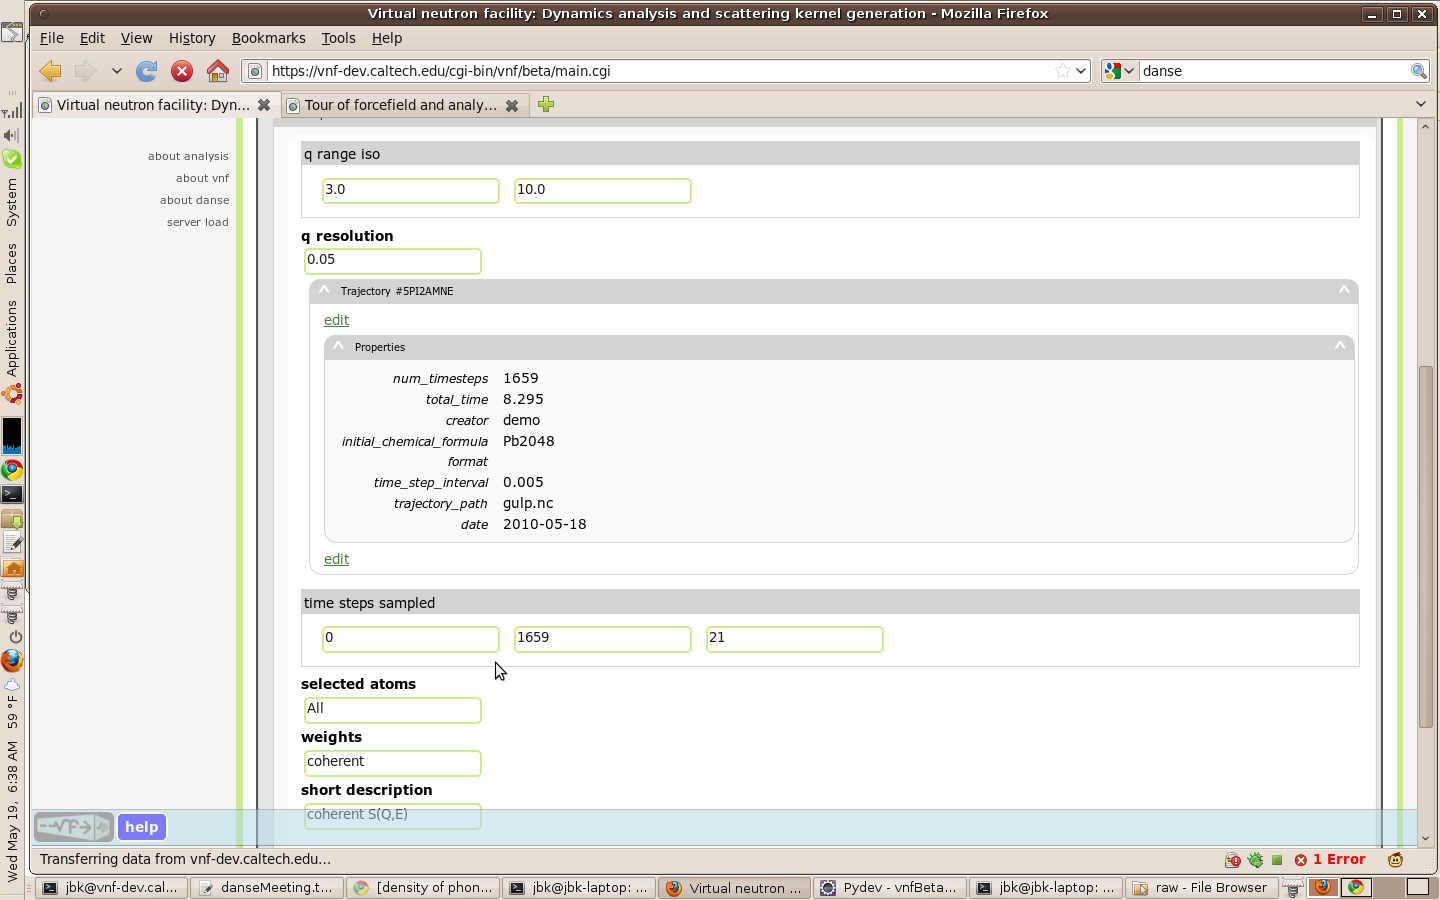 Virtual neutron facility: Dynamics analysis and scattering kernel generation - Mozilla Firefox
File Edit View History Bookmarks Tools Help
https://vnf-dev.caltech.edu/cgi-bin/vnf/beta/main.cgi
danse
Virtual neutron facility: Dyn...
Tour of forcefield and analy...
about analysis
about vnf
about danse
server load
q range iso
3.0 10.0
q resolution
0.05
Trajectory #5PI2AMNE
edit
Properties
num_timesteps 1659
total_time 8.295
creator demo
initial_chemical_formula Pb2048
format
time_step_interval 0.005
trajectory_path gulp.nc
date 2010-05-18
edit
time steps sampled
0 1659 21
selected atoms
All
weights
coherent
short description
coherent S(Q,E)
VF
help
Transferring data from vnf-dev.caltech.edu...
1 Error
System
Places
Applications
59 °F
Wed May 19, 6:38 AM
jbk@vnf-dev.cal...
danseMeeting.t...
[density of phon...
jbk@jbk-laptop: ...
Virtual neutron ...
Pydev - vnfBeta...
jbk@jbk-laptop: ...
raw - File Browser